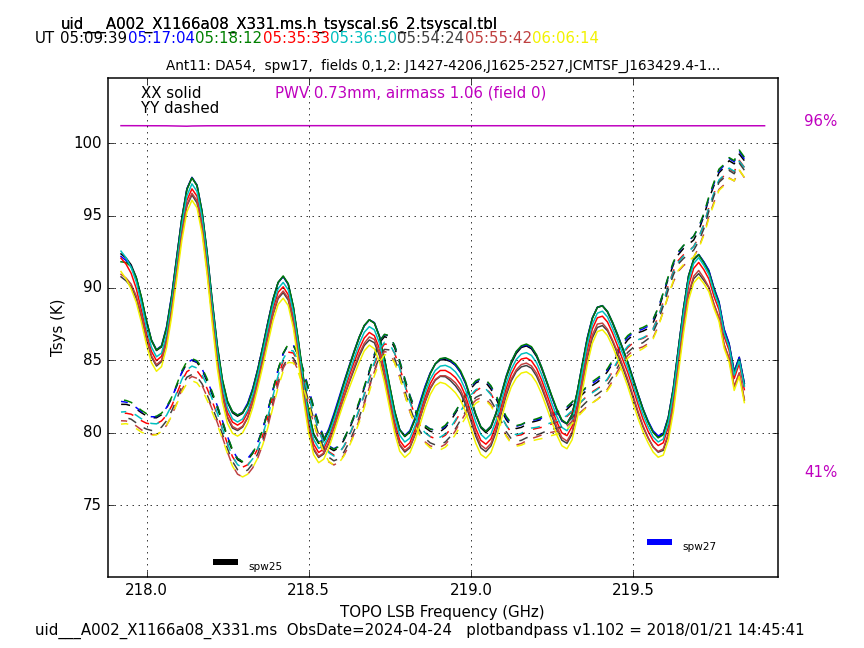 uid___A002_X1166a08_X331.ms.h_tsyscal.s6_2.tsyscal.tbl
UT 05:09:39 05:17:04 05:18:12 05:35:33 05:36:50 05:54:24 05:55:42 06:06:14
Ant11: DA54,  spw17,  fields 0,1,2: J1427-4206,J1625-2527,JCMTSF_J163429.4-1...
XX solid
YY dashed
PWV 0.73mm, airmass 1.06 (field 0)
96%
100
95
90
85
80
75
Tsys (K)
41%
spw27
spw25
218.0 218.5 219.0 219.5
TOPO LSB Frequency (GHz)
uid___A002_X1166a08_X331.ms  ObsDate=2024-04-24   plotbandpass v1.102 = 2018/01/21 14:45:41